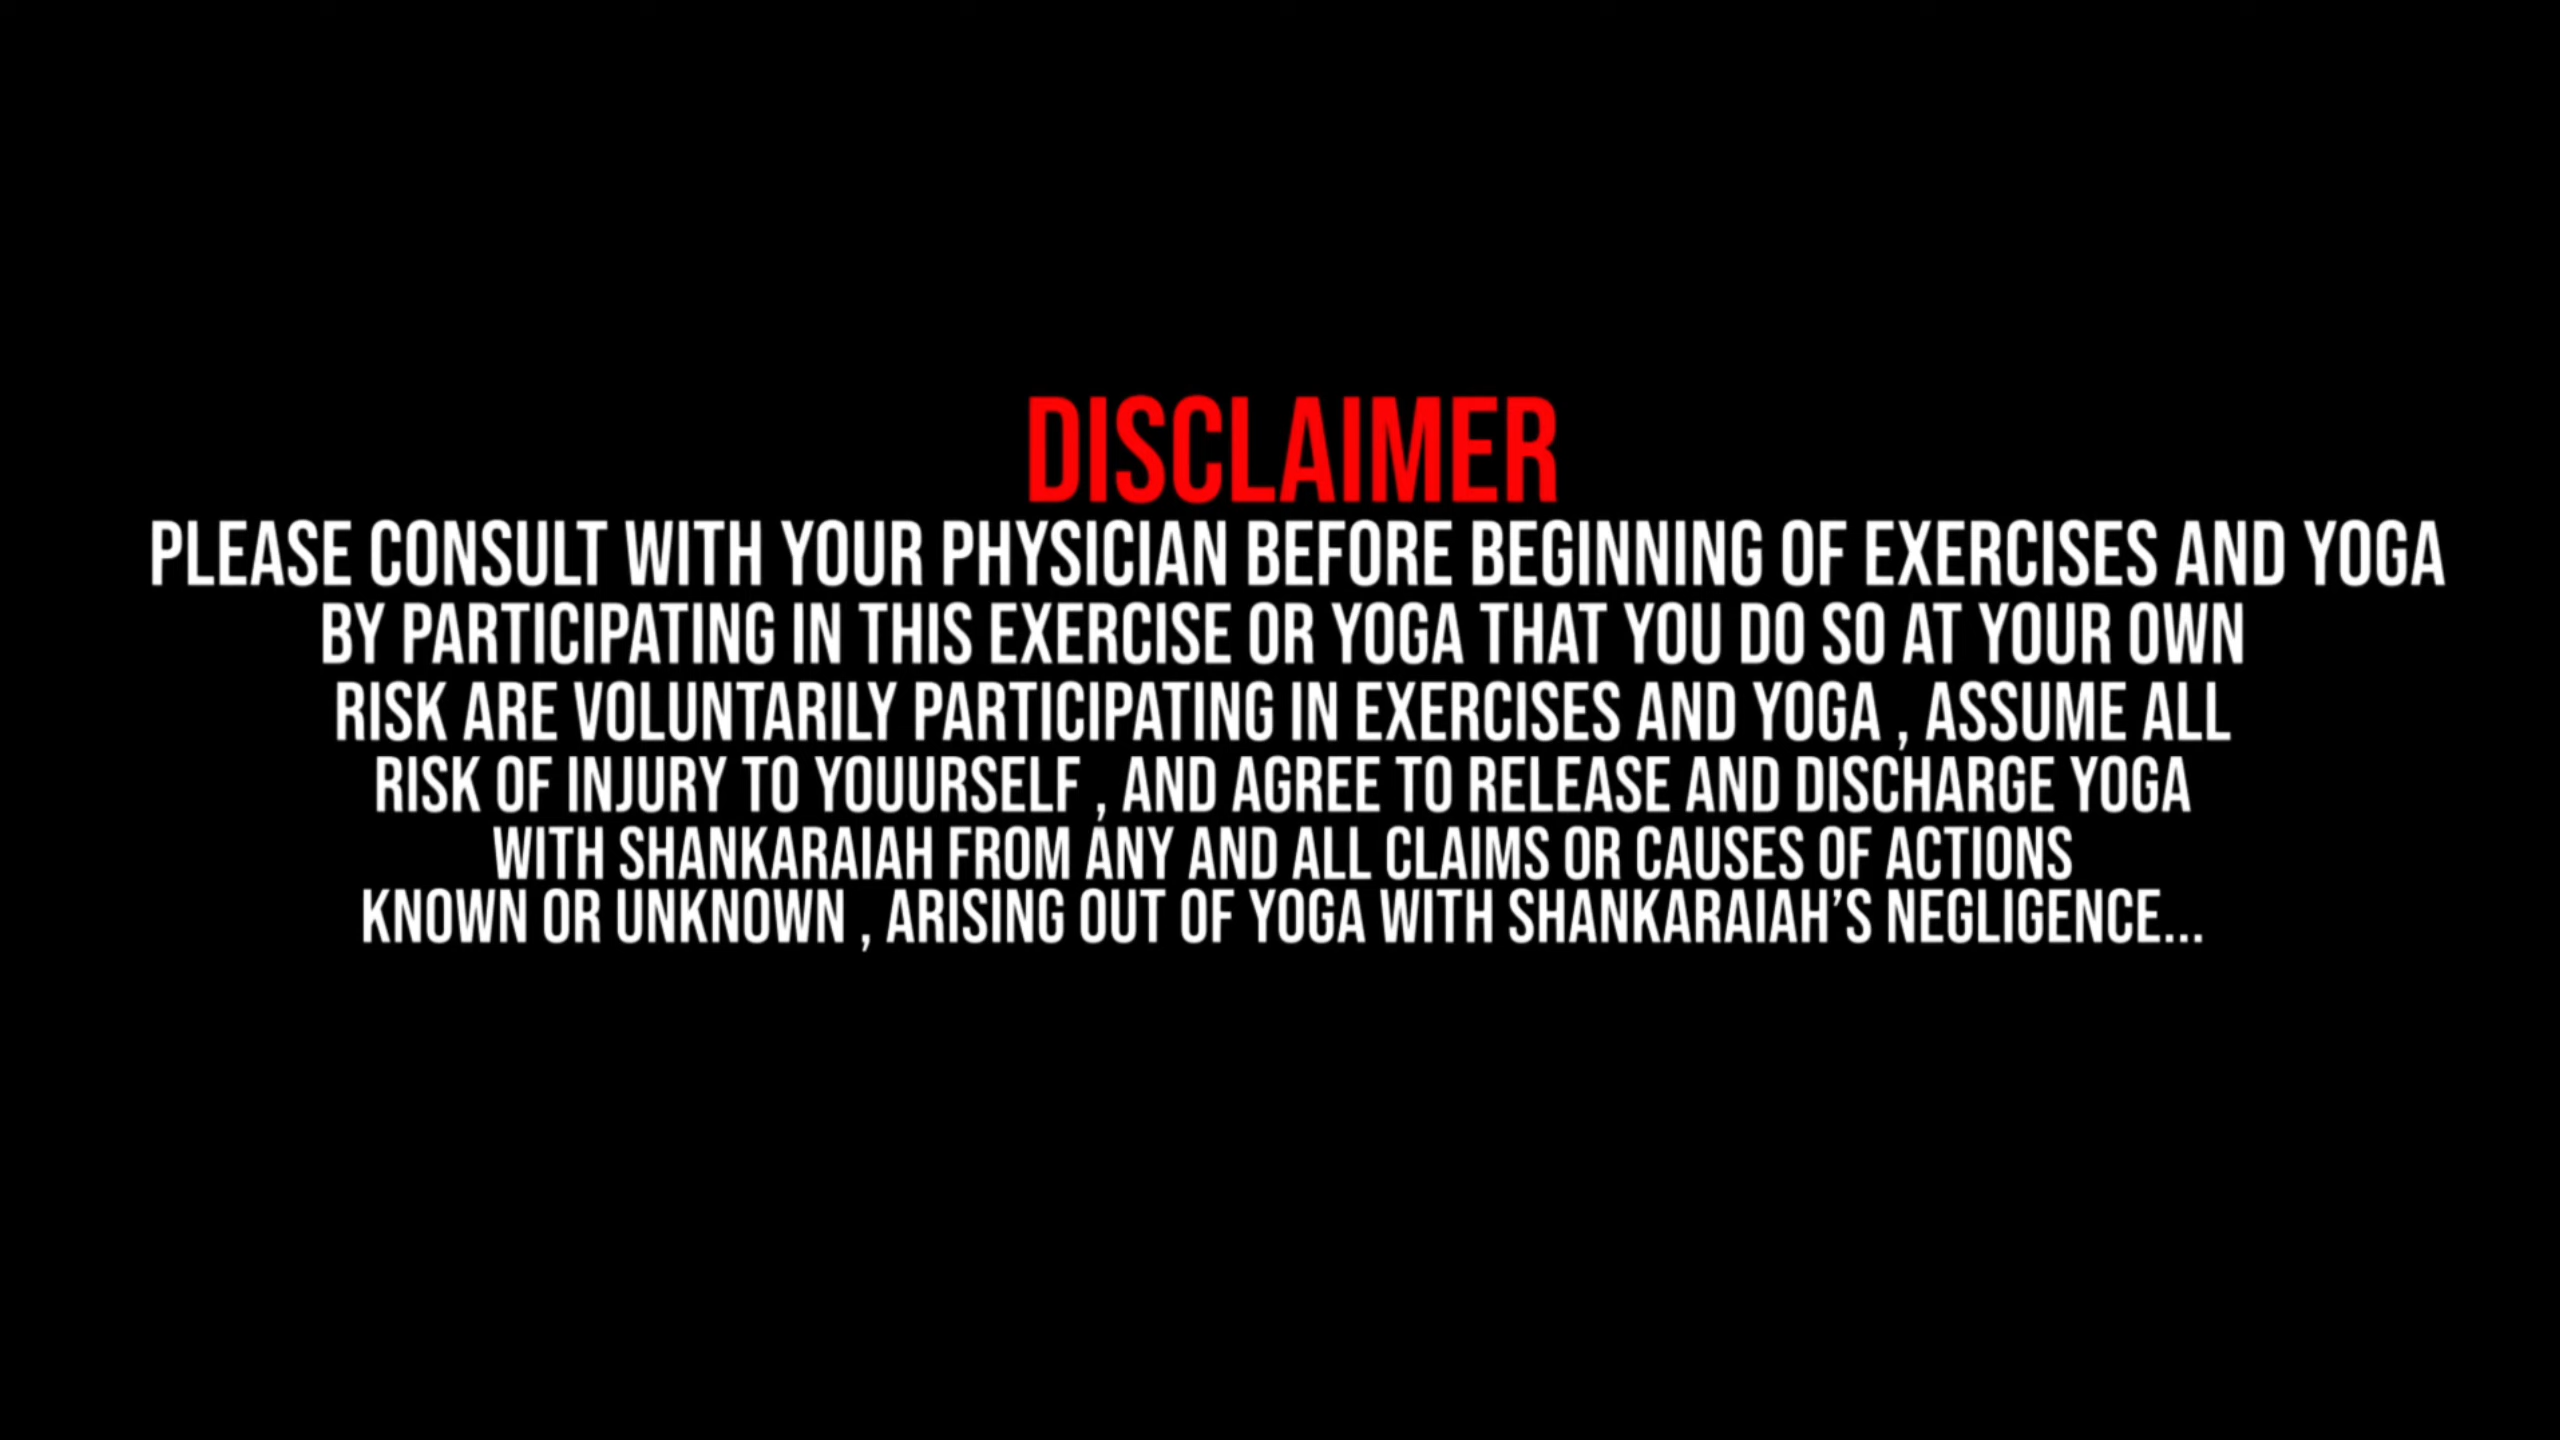 DISCLAIMER
PLEASE CONSULT WITH YOUR PHYSICIAN BEFORE BEGINNING OF EXERCISES AND YOGA
BY PARTICIPATING IN THIS EXERCISE OR YOGA THAT YOU DO SO AT YOUR OWN
RISK ARE VOLUNTARILY PARTICIPATING IN EXERCISES AND YOGA , ASSUME ALL
RISK OF INJURY TO YOUURSELF , AND AGREE TO RELEASE AND DISCHARGE YOGA
WITH SHANKARAIAH FROM ANY AND ALL CLAIMS OR CAUSES OF ACTIONS
KNOWN OR UNKNOWN , ARISING OUT OF YOGA WITH SHANKARAIAH’S NEGLIGENCE...